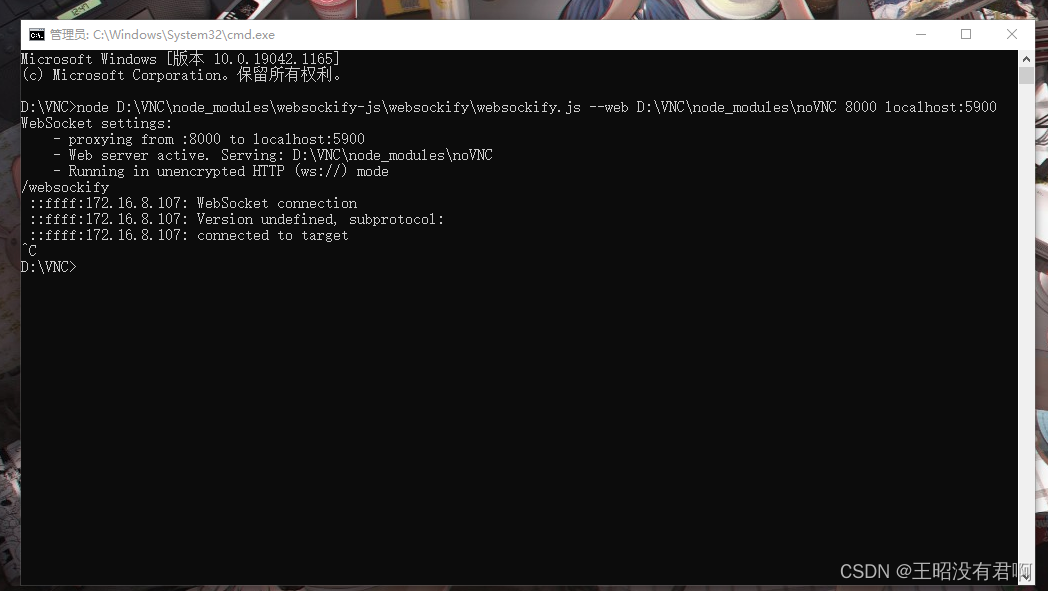 管理员: C:\Windows\System32\cmd.exe
Microsoft Windows [版本 10.0.19042.1165]
(c) Microsoft Corporation。保留所有权利。
D:\VNC>node D:\VNC\node_modules\websockify-js\websockify\websockify.js --web D:\VNC\node_modules\noVNC 8000 localhost:5900
WebSocket settings:
    - proxying from :8000 to localhost:5900
    - Web server active. Serving: D:\VNC\node_modules\noVNC
    - Running in unencrypted HTTP (ws://) mode
/websockify
 ::ffff:172.16.8.107: WebSocket connection
 ::ffff:172.16.8.107: Version undefined, subprotocol:
 ::ffff:172.16.8.107: connected to target
^C
D:\VNC>
CSDN @王昭没有君啊